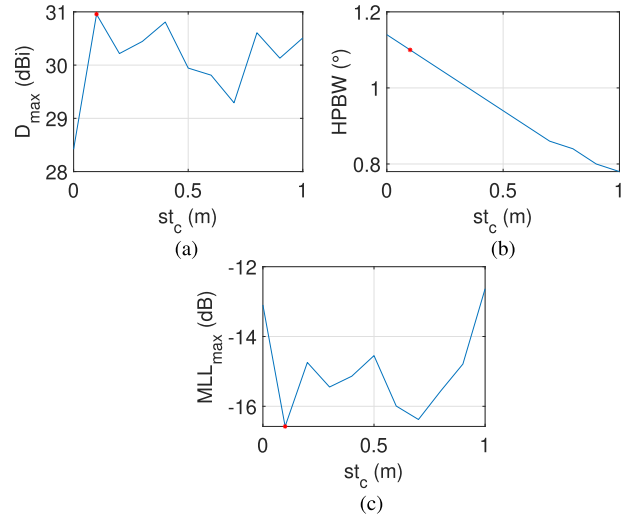 31
30
29
28
D_max (dBi)
0
0.5
1
st_c (m)
(a)
1.2
1
0.8
HPBW (°)
0
0.5
1
st_c (m)
(b)
-12
-14
-16
MLL_max (dB)
0
0.5
1
st_c (m)
(c)